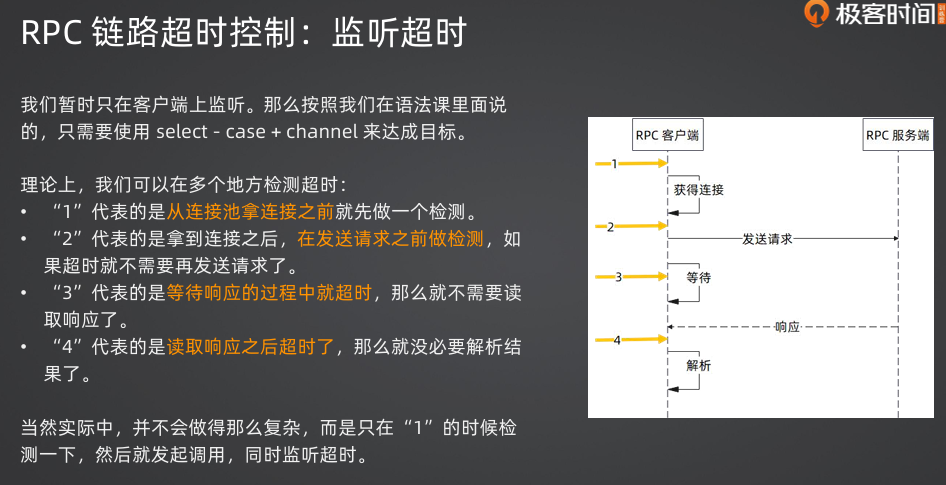 RPC 链路超时控制：监听超时
极客时间
我们暂时只在客户端上监听。那么按照我们在语法课里面说
的，只需要使用 select - case + channel 来达成目标。
理论上，我们可以在多个地方检测超时：
• “1” 代表的是从连接池拿连接之前就先做一个检测。
• “2” 代表的是拿到连接之后，在发送请求之前做检测，如
果超时就不需要再发送请求了。
• “3” 代表的是等待响应的过程中就超时，那么就不需要读
取响应了。
• “4” 代表的是读取响应之后超时了，那么就没必要解析结
果了。
当然实际中，并不会做得那么复杂，而是只在 “1” 的时候检
测一下，然后就发起调用，同时监听超时。
RPC 客户端
RPC 服务端
1
获得连接
2
发送请求
3
等待
响应
4
解析